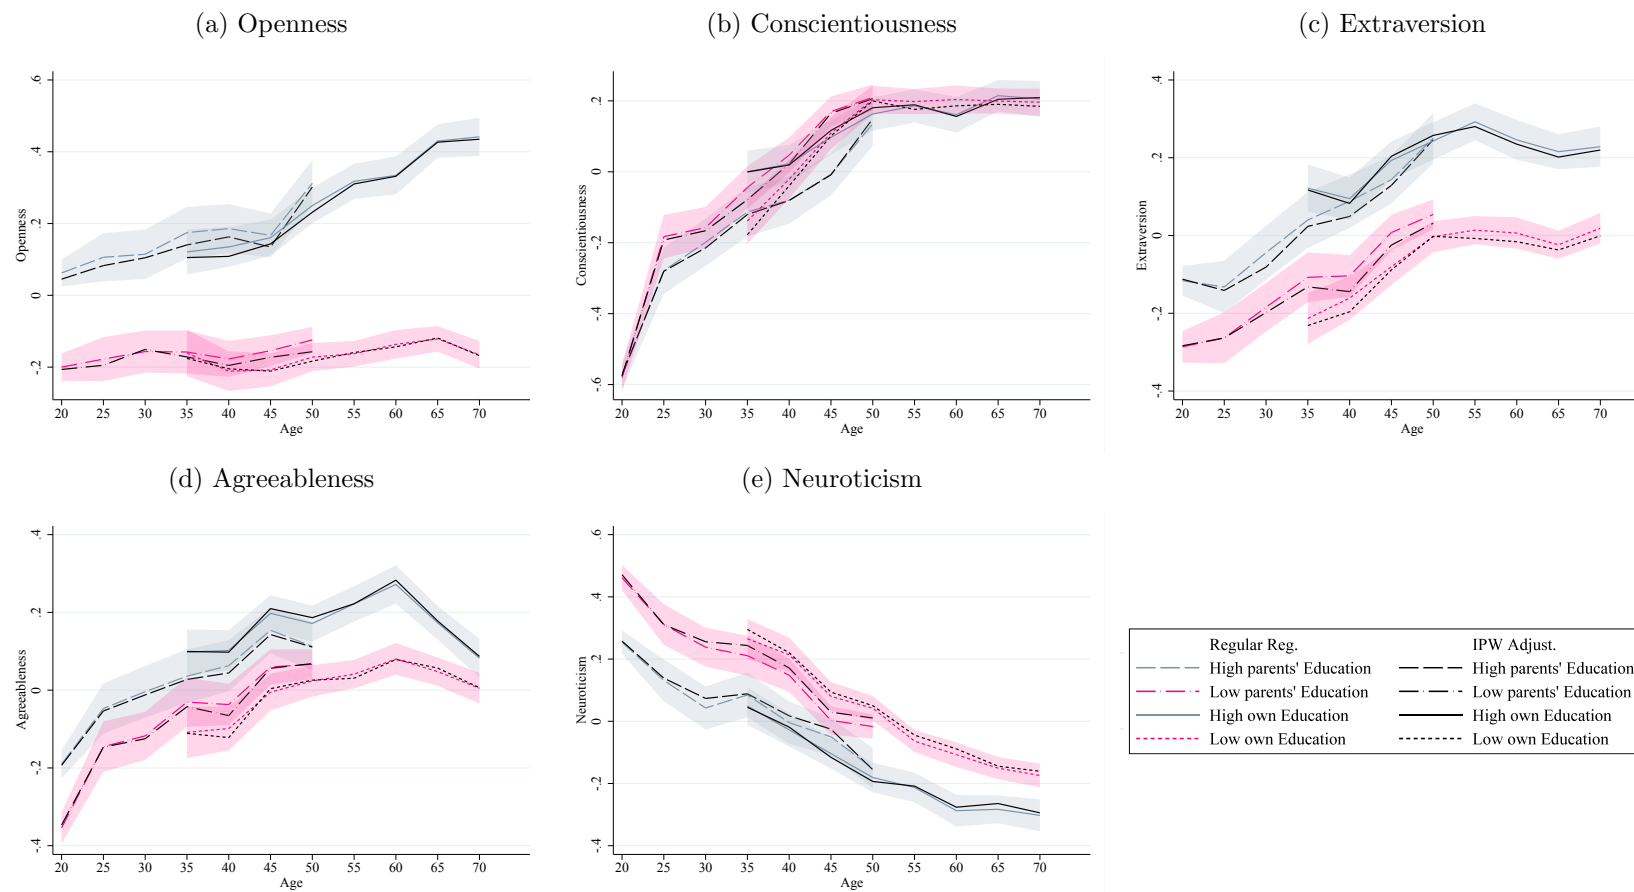 (a) Openness
(b) Conscientiousness
(c) Extraversion
.6
.4
.2
0
-.2
Openness
20 25 30 35 40 45 50 55 60 65 70
Age
.2
0
-.2
-.4
-.6
Conscientiousness
20 25 30 35 40 45 50 55 60 65 70
Age
.4
.2
0
-.2
-.4
Extraversion
20 25 30 35 40 45 50 55 60 65 70
Age
(d) Agreeableness
(e) Neuroticism
.4
.2
0
-.2
-.4
Agreeableness
20 25 30 35 40 45 50 55 60 65 70
Age
.6
.4
.2
0
-.2
-.4
Neuroticism
20 25 30 35 40 45 50 55 60 65 70
Age
Regular Reg. IPW Adjust.
High parents' Education High parents' Education
Low parents' Education Low parents' Education
High own Education High own Education
Low own Education Low own Education